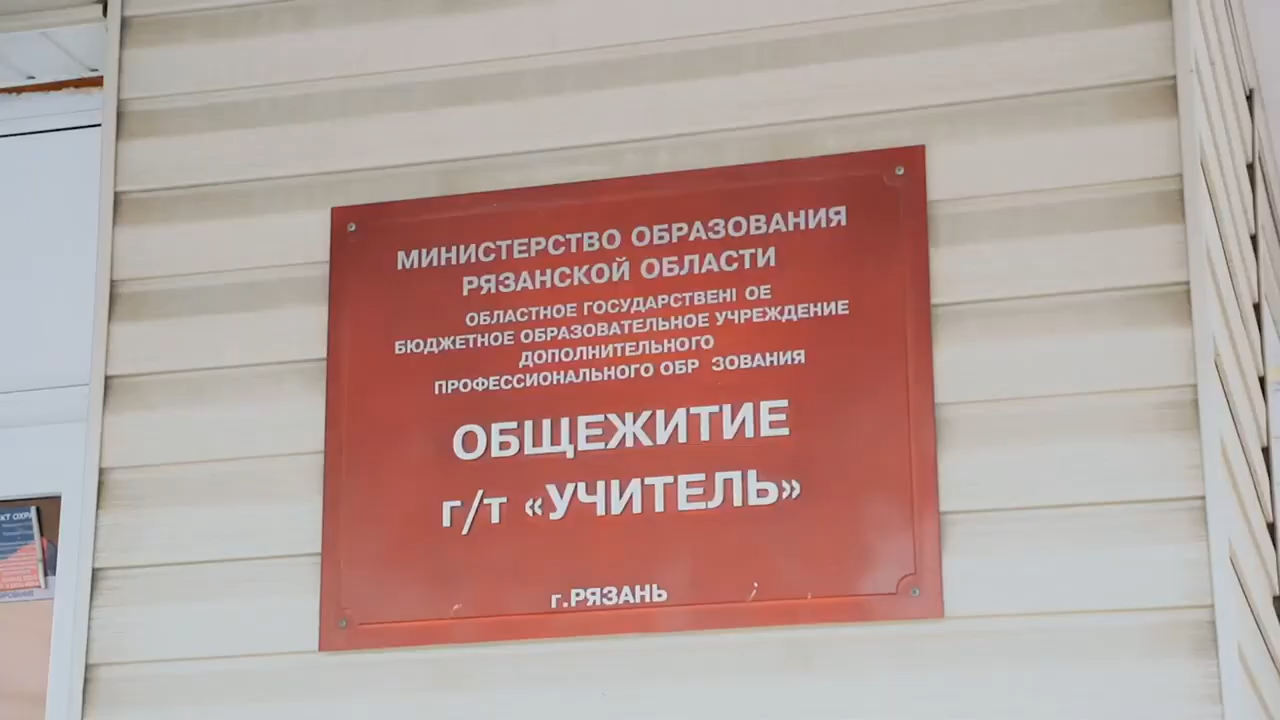 МИНИСТЕРСТВО ОБРАЗОВАНИЯ
РЯЗАНСКОЙ ОБЛАСТИ
ОБЛАСТНОЕ ГОСУДАРСТВЕНІ ОЕ
БЮДЖЕТНОЕ ОБРАЗОВАТЕЛЬНОЕ УЧРЕЖДЕНИЕ
ДОПОЛНИТЕЛЬНОГО
ПРОФЕССИОНАЛЬНОГО ОБР ЗОВАНИЯ
ОБЩЕЖИТИЕ
г/т «УЧИТЕЛЬ»
г.РЯЗАНЬ